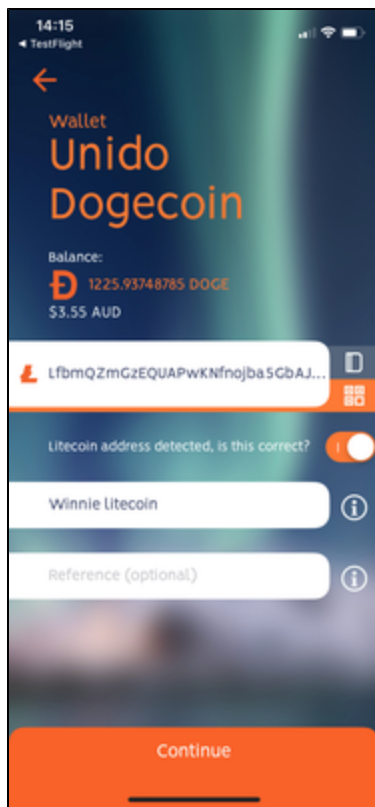 14:15
TestFlight
Wallet
Unido
Dogecoin
Balance:
1225.93748785 DOGE
$3.55 AUD
LfbmQZmGzEQUAPwKNfnojba5GbAJ...
Litecoin address detected, is this correct?
Winnie litecoin
Reference (optional)
Continue